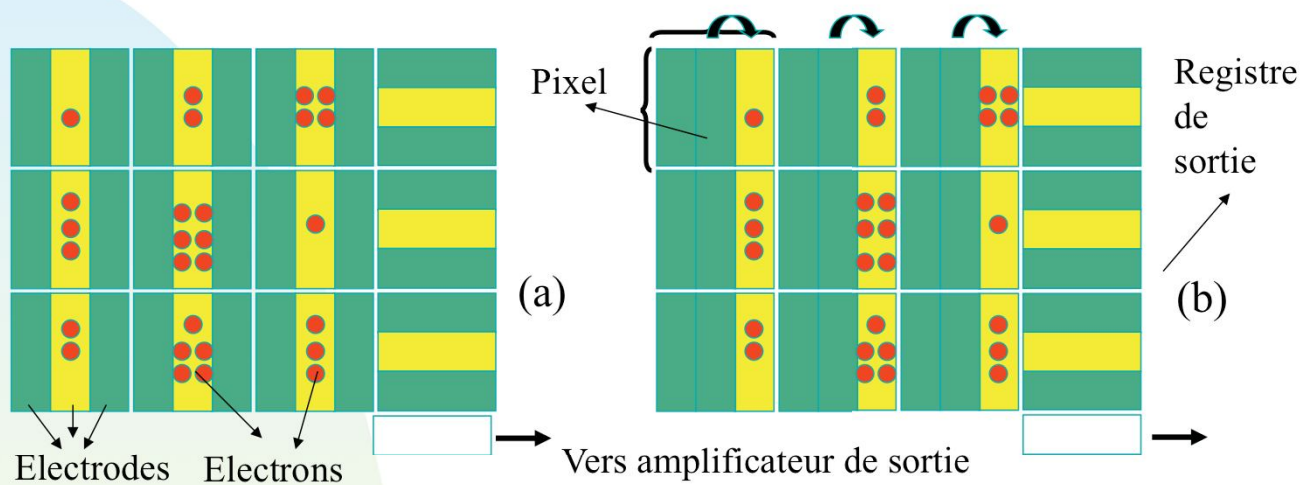 Pixel
Registre
de
sortie
(a)
(b)
Electrodes
Electrons
Vers amplificateur de sortie